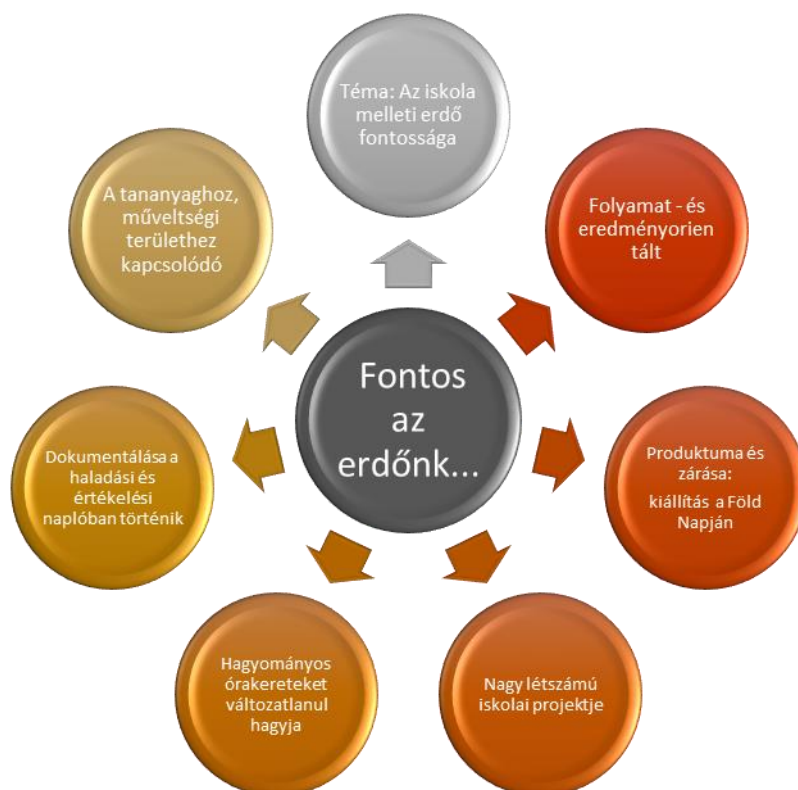 Téma: Az iskola
melleti erdő
fontossága
Folyamat - és
eredményorien
tált
Produktuma és
zárása:
kiállítás a Föld
Napján
Nagy létszámú
iskolai projektje
Hagyományos
órakereteket
változatlanul
hagyja
Dokumentálása a
haladási és
értékelési
naplóban történik
A tananyaghoz,
műveltségi
területhez
kapcsolódó
Fontos
az
erdőnk...